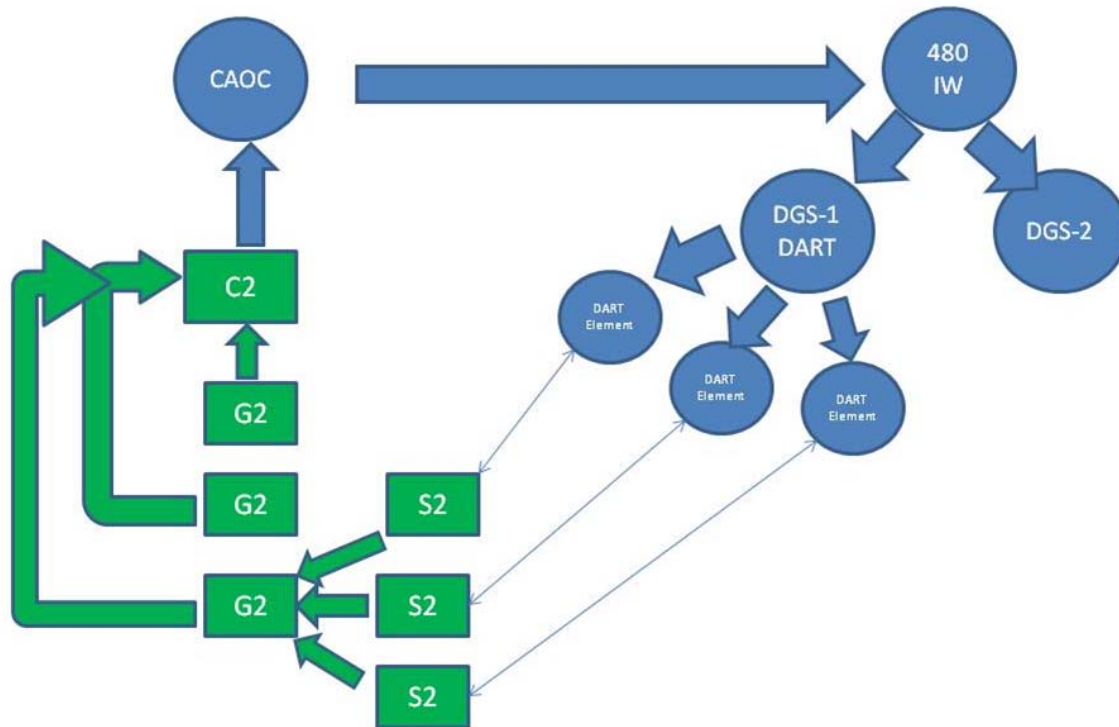 CAOC
480
IW
DGS-1
DART
DGS-2
C2
DART
Element
DART
Element
DART
Element
G2
G2
S2
G2
S2
S2